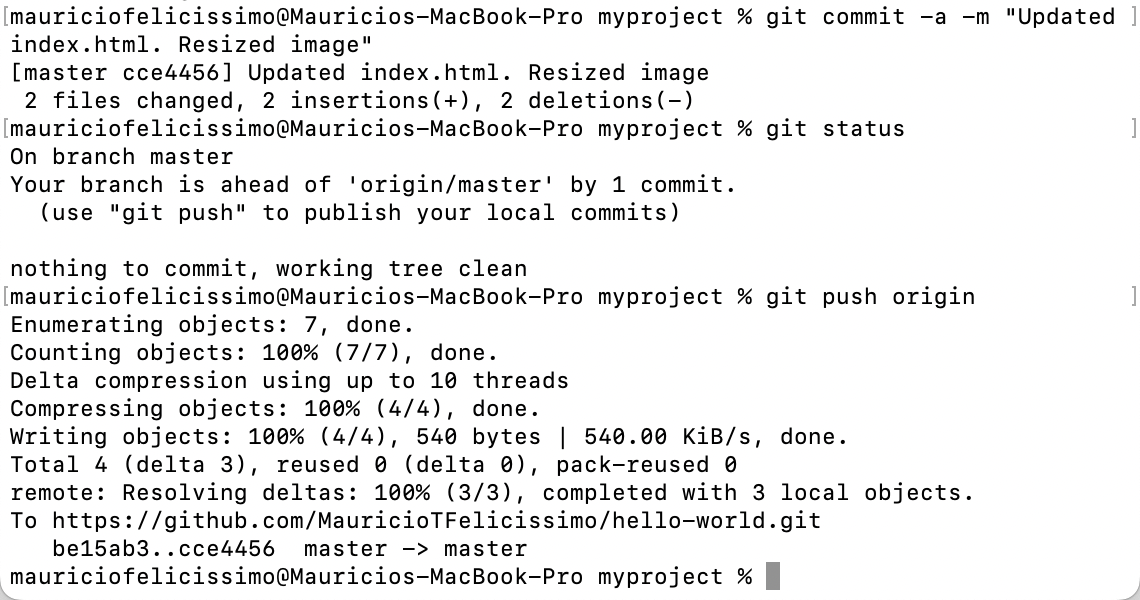 [mauriciofelicissimo@Mauricios-MacBook-Pro myproject % git commit -a -m "Updated ]
index.html. Resized image"
[master cce4456] Updated index.html. Resized image
 2 files changed, 2 insertions(+), 2 deletions(-)
[mauriciofelicissimo@Mauricios-MacBook-Pro myproject % git status ]
On branch master
Your branch is ahead of 'origin/master' by 1 commit.
  (use "git push" to publish your local commits)

nothing to commit, working tree clean
[mauriciofelicissimo@Mauricios-MacBook-Pro myproject % git push origin ]
Enumerating objects: 7, done.
Counting objects: 100% (7/7), done.
Delta compression using up to 10 threads
Compressing objects: 100% (4/4), done.
Writing objects: 100% (4/4), 540 bytes | 540.00 KiB/s, done.
Total 4 (delta 3), reused 0 (delta 0), pack-reused 0
remote: Resolving deltas: 100% (3/3), completed with 3 local objects.
To https://github.com/MauricioTFelicissimo/hello-world.git
   be15ab3..cce4456  master -> master
mauriciofelicissimo@Mauricios-MacBook-Pro myproject %